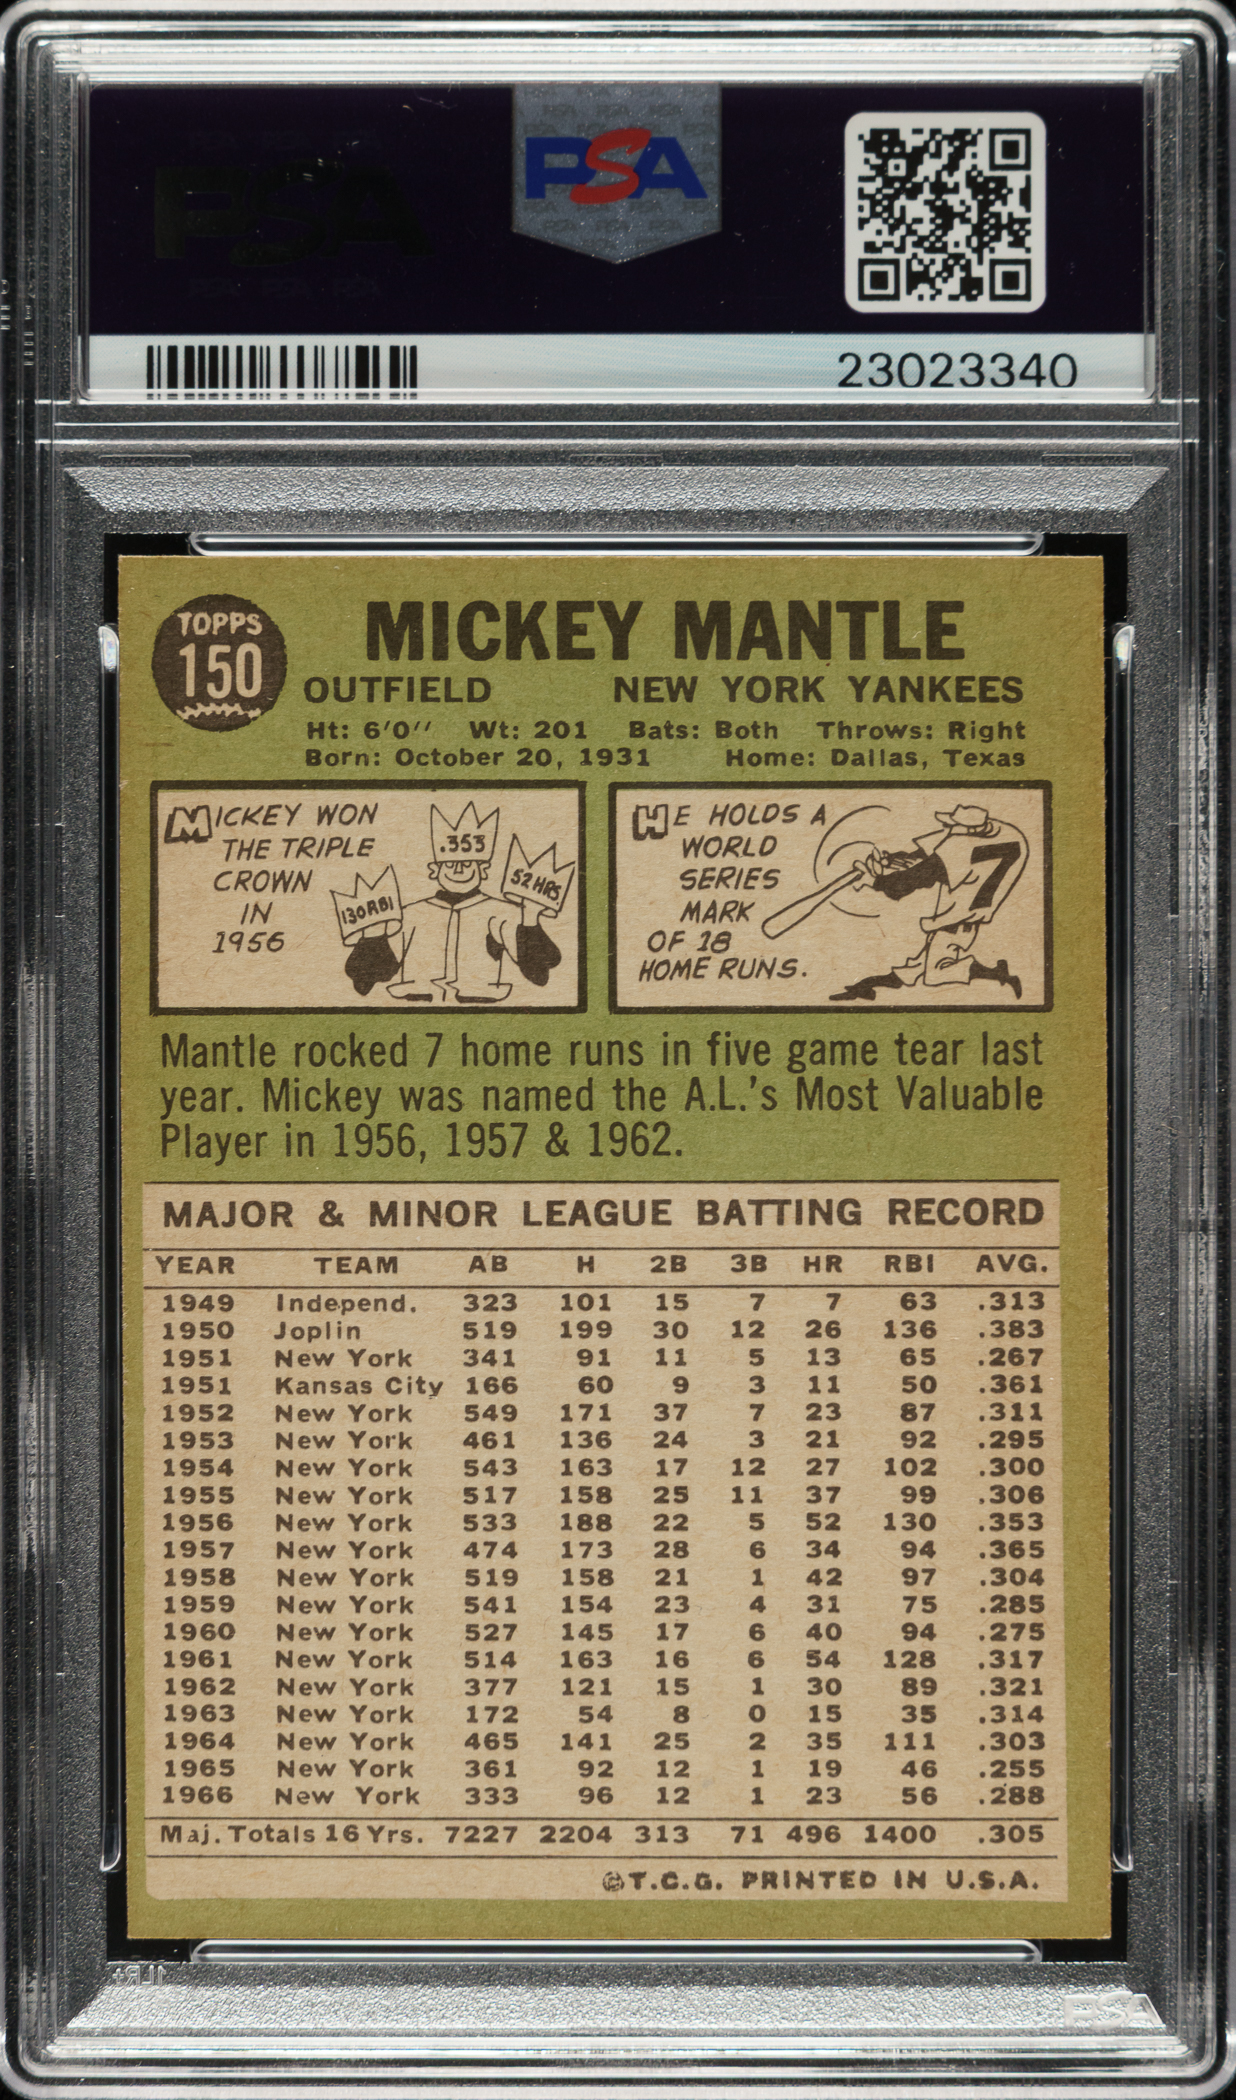 PSA
23023340
TOPPS
150
MICKEY MANTLE
OUTFIELD NEW YORK YANKEES
Ht: 6'0'' Wt: 201 Bats: Both Throws: Right
Born: October 20, 1931 Home: Dallas, Texas
MICKEY WON
THE TRIPLE
CROWN
IN
1956
.353
130 RBI
52 HRS.
HE HOLDS A
WORLD
SERIES
MARK
OF 18
HOME RUNS.
7
Mantle rocked 7 home runs in five game tear last
year. Mickey was named the A.L.'s Most Valuable
Player in 1956, 1957 & 1962.
MAJOR & MINOR LEAGUE BATTING RECORD
YEAR TEAM AB H 2B 3B HR RBI AVG.
1949 Independ. 323 101 15 7 7 63 .313
1950 Joplin 519 199 30 12 26 136 .383
1951 New York 341 91 11 5 13 65 .267
1951 Kansas City 166 60 9 3 11 50 .361
1952 New York 549 171 37 7 23 87 .311
1953 New York 461 136 24 3 21 92 .295
1954 New York 543 163 17 12 27 102 .300
1955 New York 517 158 25 11 37 99 .306
1956 New York 533 188 22 5 52 130 .353
1957 New York 474 173 28 6 34 94 .365
1958 New York 519 158 21 1 42 97 .304
1959 New York 541 154 23 4 31 75 .285
1960 New York 527 145 17 6 40 94 .275
1961 New York 514 163 16 6 54 128 .317
1962 New York 377 121 15 1 30 89 .321
1963 New York 172 54 8 0 15 35 .314
1964 New York 465 141 25 2 35 111 .303
1965 New York 361 92 12 1 19 46 .255
1966 New York 333 96 12 1 23 56 .288
Maj. Totals 16 Yrs. 7227 2204 313 71 496 1400 .305
©T.C.G. PRINTED IN U.S.A.
PSA